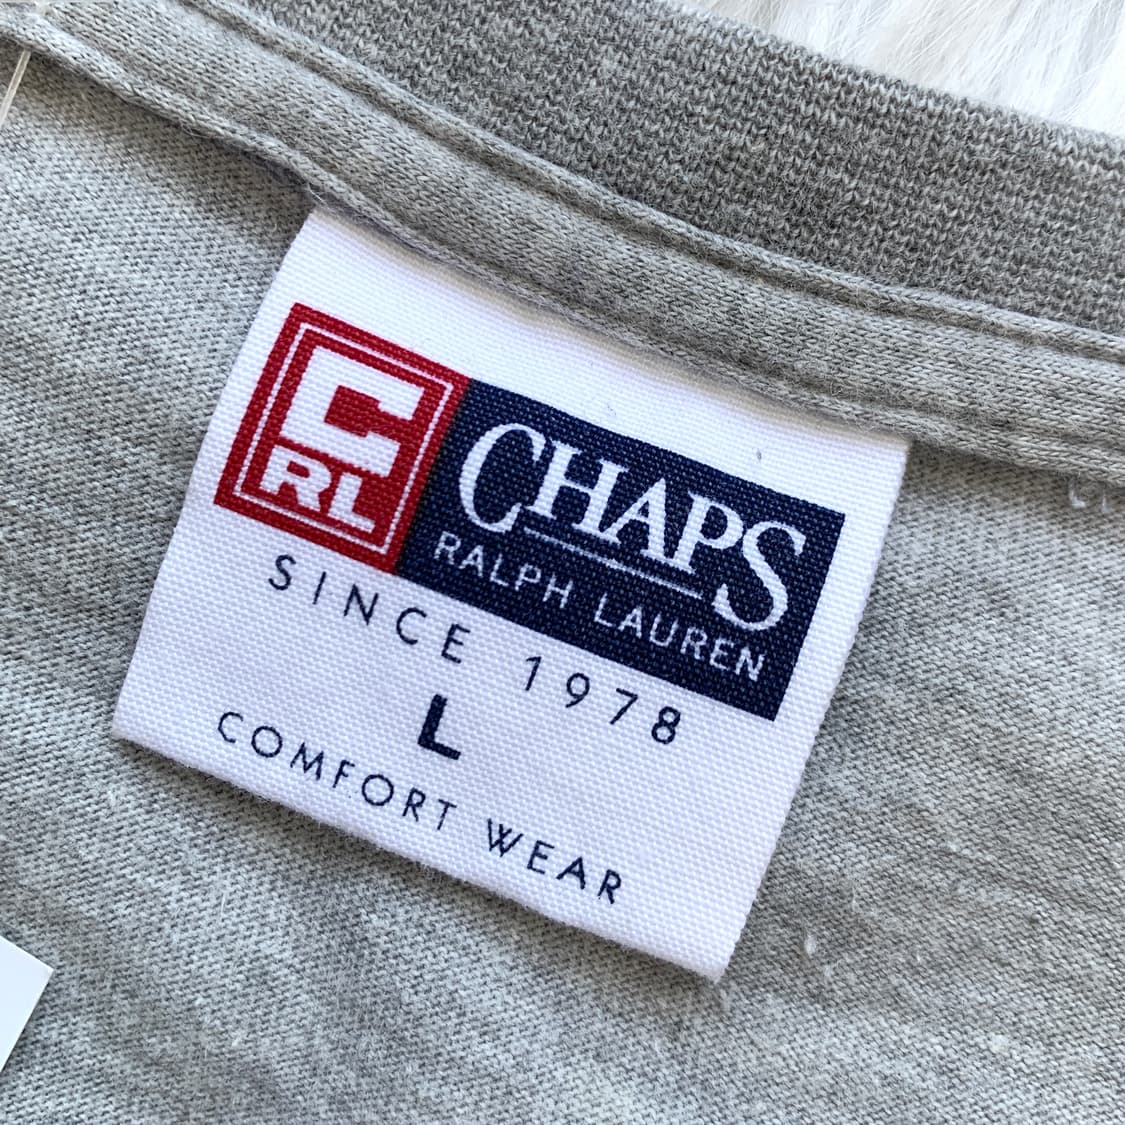 C
RL
CHAPS
RALPH LAUREN
SINCE 1978
L
COMFORT WEAR